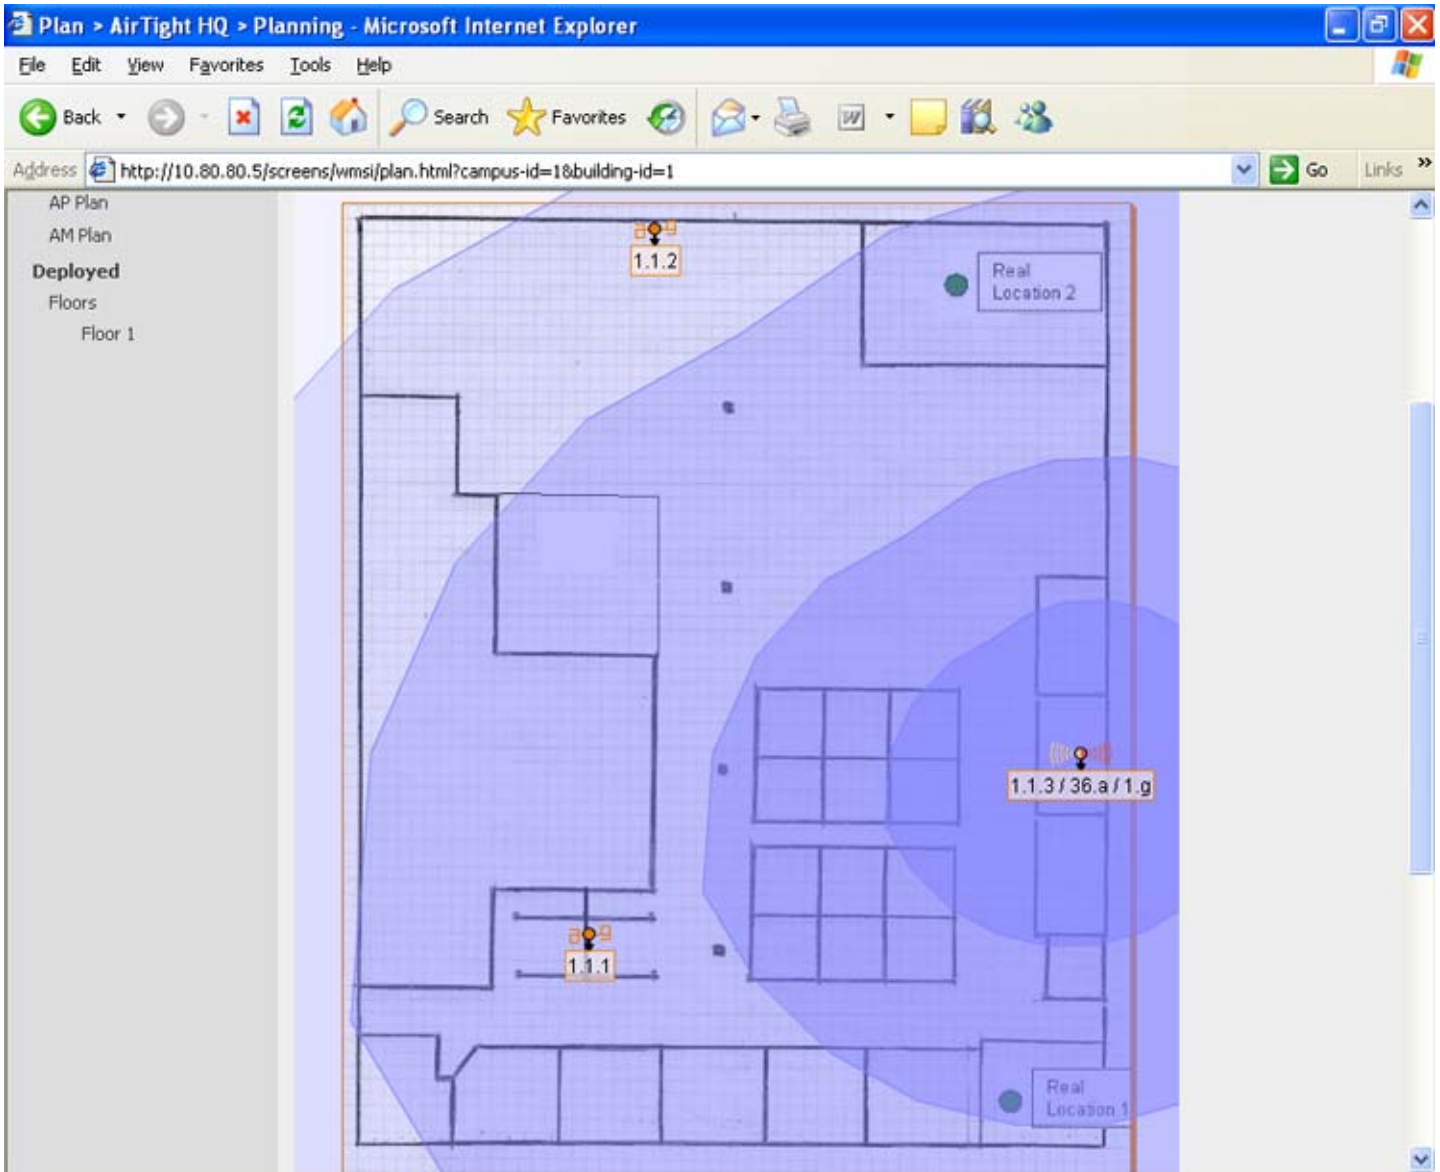 Plan > AirTight HQ > Planning - Microsoft Internet Explorer
File Edit View Favorites Tools Help
Back Search Favorites
Address http://10.80.80.5/screens/wmsi/plan.html?campus-id=1&building-id=1 Go Links »
AP Plan
AM Plan
Deployed
Floors
Floor 1
a g
1.1.2
Real
Location 2
1.1.3 / 36.a / 1.g
a g
1.1.1
Real
Location 1